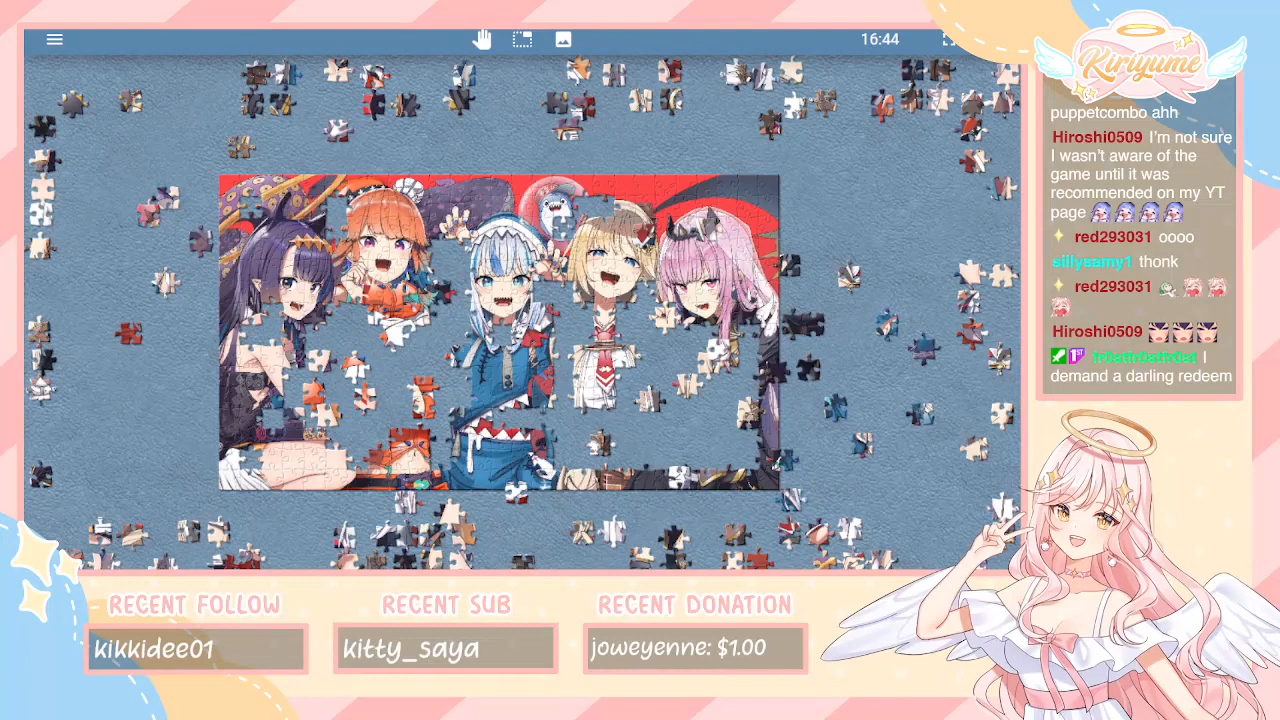 16:44
Kiriyume
puppetcombo ahh
Hiroshi0509 I'm not sure
I wasn't aware of the
game until it was
recommended on my YT
page
red293031 oooo
sillysamy1 thonk
red293031
Hiroshi0509
1ST fr0stfr0stfr0st I
demand a darling redeem
RECENT FOLLOW
RECENT SUB
RECENT DONATION
kikkidee01
kitty_saya
joweyenne: $1.00